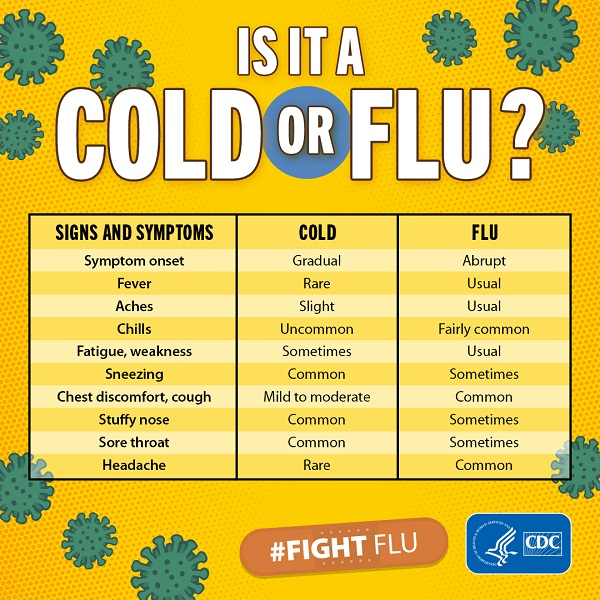 IS IT A
COLD OR FLU?
SIGNS AND SYMPTOMS COLD FLU
Symptom onset Gradual Abrupt
Fever Rare Usual
Aches Slight Usual
Chills Uncommon Fairly common
Fatigue, weakness Sometimes Usual
Sneezing Common Sometimes
Chest discomfort, cough Mild to moderate Common
Stuffy nose Common Sometimes
Sore throat Common Sometimes
Headache Rare Common
#FIGHT FLU
CDC